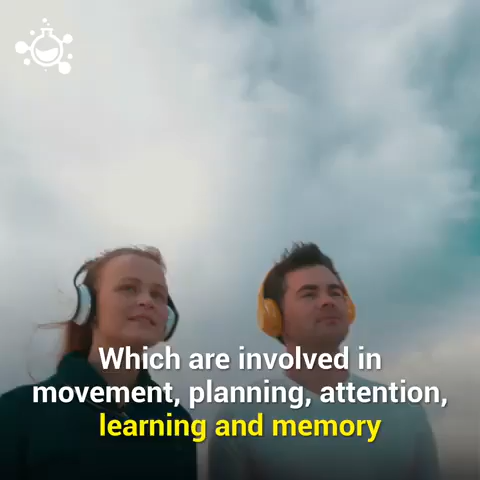 Which are involved in
movement, planning, attention,
learning and memory